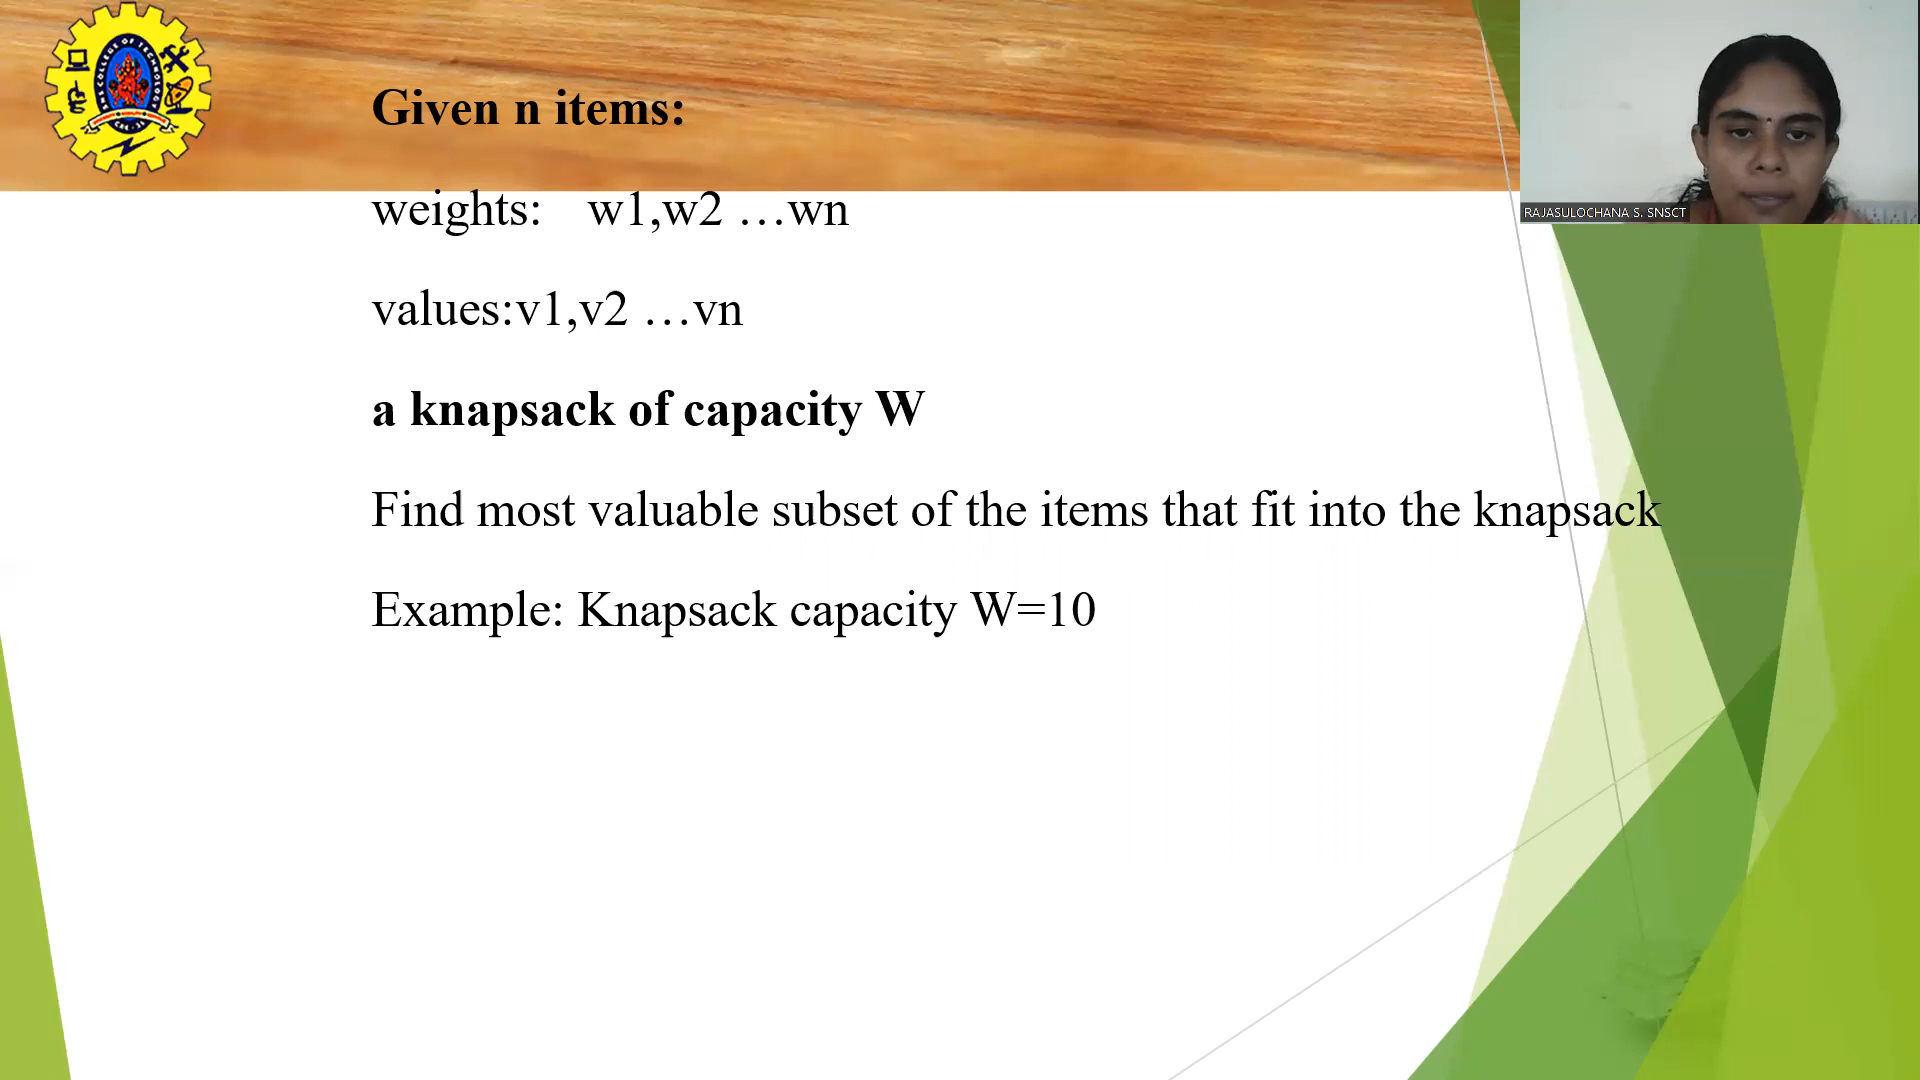 Given n items:
weights: w1,w2 …wn
values:v1,v2 …vn
a knapsack of capacity W
Find most valuable subset of the items that fit into the knapsack
Example: Knapsack capacity W=10
RAJASULOCHANA S. SNSCT